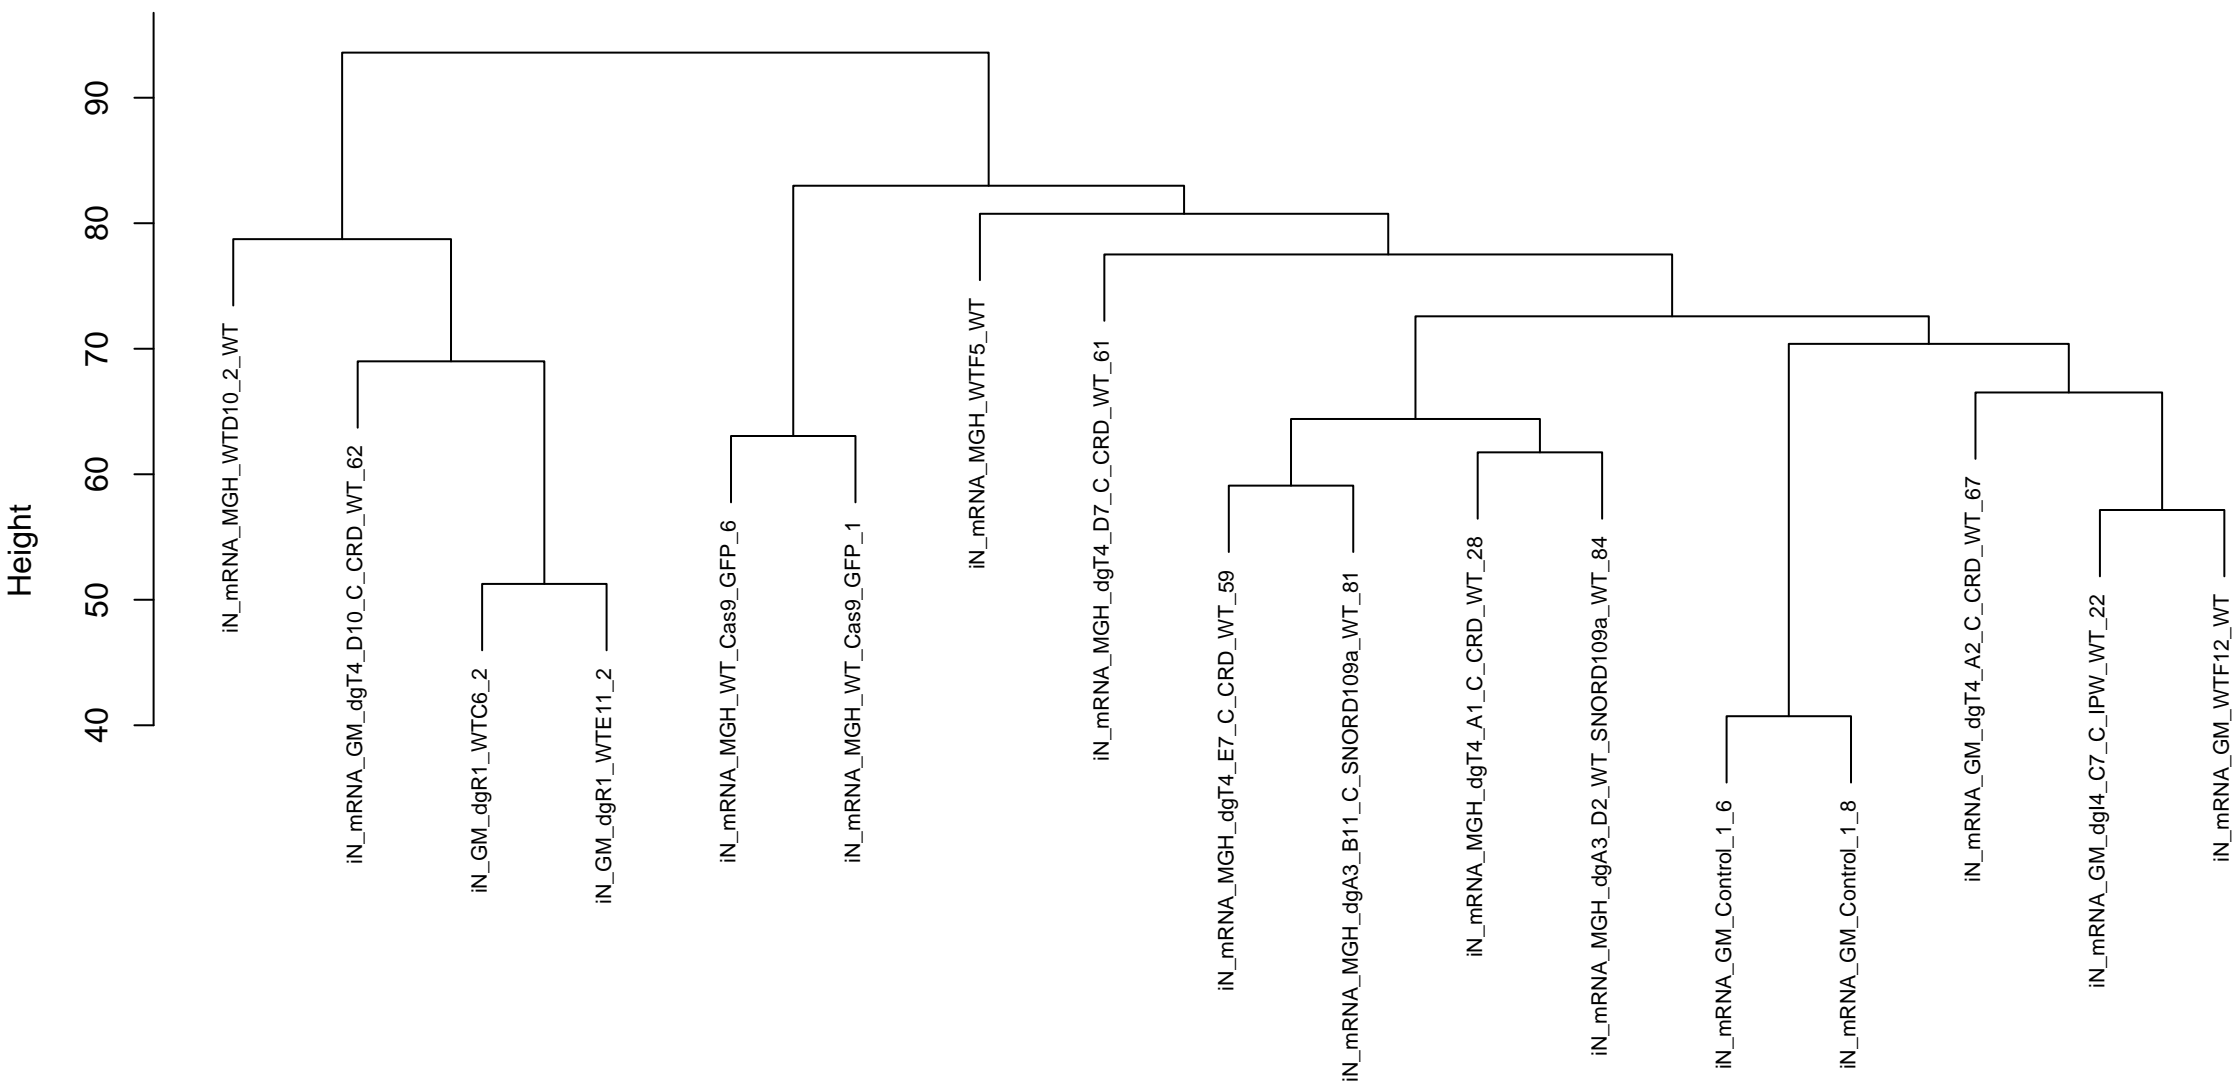 Height
90
80
70
60
50
40
iN_mRNA_MGH_WTD10_2_WT
iN_mRNA_GM_dgT4_D10_C_CRD_WT_62
iN_GM_dgR1_WTC6_2
iN_GM_dgR1_WTE11_2
iN_mRNA_MGH_WT_Cas9_GFP_6
iN_mRNA_MGH_WT_Cas9_GFP_1
iN_mRNA_MGH_WTF5_WT
iN_mRNA_MGH_dgT4_D7_C_CRD_WT_61
iN_mRNA_MGH_dgT4_E7_C_CRD_WT_59
iN_mRNA_MGH_dgA3_B11_C_SNORD109a_WT_81
iN_mRNA_MGH_dgT4_A1_C_CRD_WT_28
iN_mRNA_MGH_dgA3_D2_WT_SNORD109a_WT_84
iN_mRNA_GM_Control_1_6
iN_mRNA_GM_Control_1_8
iN_mRNA_GM_dgT4_A2_C_CRD_WT_67
iN_mRNA_GM_dgI4_C7_C_IPW_WT_22
iN_mRNA_GM_WTF12_WT